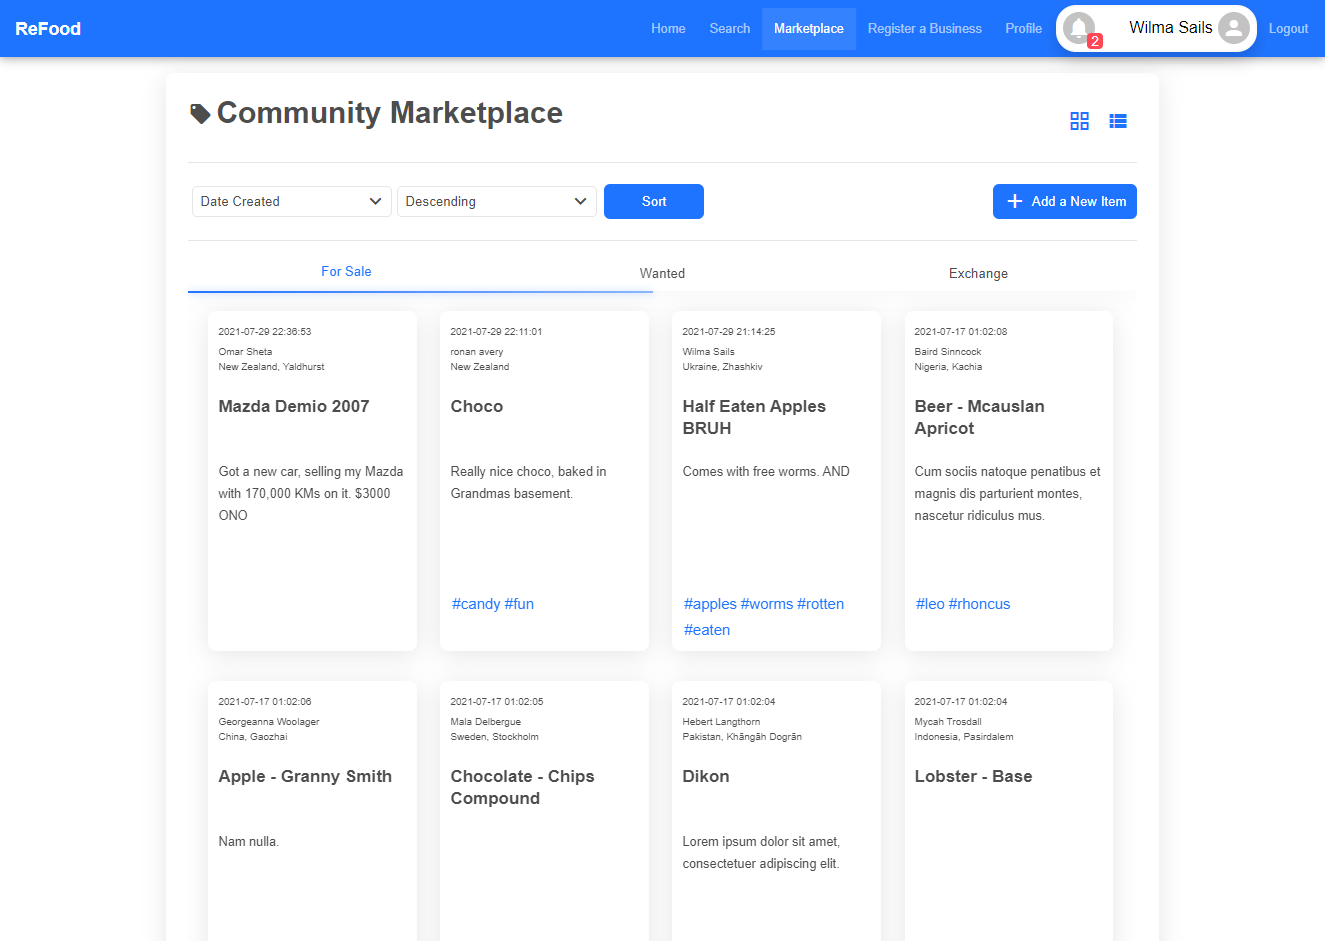 ReFood
Home
Search
Marketplace
Register a Business
Profile
2
Wilma Sails
Logout
Community Marketplace
Date Created
Descending
Sort
Add a New Item
For Sale
Wanted
Exchange
2021-07-29 22:36:53
Omar Sheta
New Zealand, Yaldhurst
Mazda Demio 2007
Got a new car, selling my Mazda
with 170,000 KMs on it. $3000
ONO
2021-07-29 22:11:01
ronan avery
New Zealand
Choco
Really nice choco, baked in
Grandmas basement.
#candy #fun
2021-07-29 21:14:25
Wilma Sails
Ukraine, Zhashkiv
Half Eaten Apples
BRUH
Comes with free worms. AND
#apples #worms #rotten
#eaten
2021-07-17 01:02:08
Baird Sinncock
Nigeria, Kachia
Beer - Mcauslan
Apricot
Cum sociis natoque penatibus et
magnis dis parturient montes,
nascetur ridiculus mus.
#leo #rhoncus
2021-07-17 01:02:06
Georgeanna Woolager
China, Gaozhai
Apple - Granny Smith
Nam nulla.
2021-07-17 01:02:05
Mala Delbergue
Sweden, Stockholm
Chocolate - Chips
Compound
2021-07-17 01:02:04
Hebert Langthorn
Pakistan, Khāngāh Dogrān
Dikon
Lorem ipsum dolor sit amet,
consectetuer adipiscing elit.
2021-07-17 01:02:04
Mycah Trosdall
Indonesia, Pasirdalem
Lobster - Base